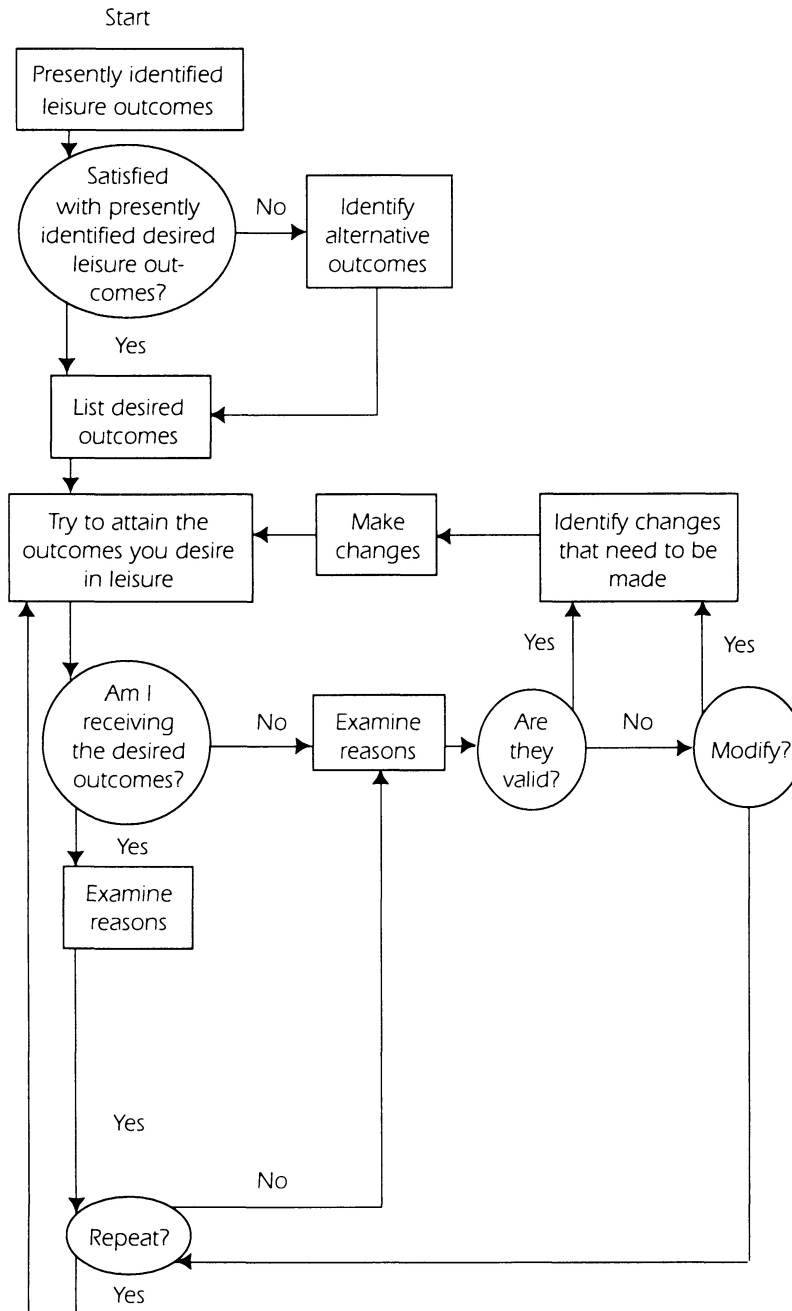 Start
Presently identified
leisure outcomes
Satisfied
with presently
identified desired
leisure out-
comes?
No
Identify
alternative
outcomes
Yes
List desired
outcomes
Try to attain the
outcomes you desire
in leisure
Make
changes
Identify changes
that need to be
made
Yes
Yes
Am I
receiving
the desired
outcomes?
No
Examine
reasons
Are
they
valid?
No
Modify?
Yes
Examine
reasons
Yes
No
Repeat?
Yes